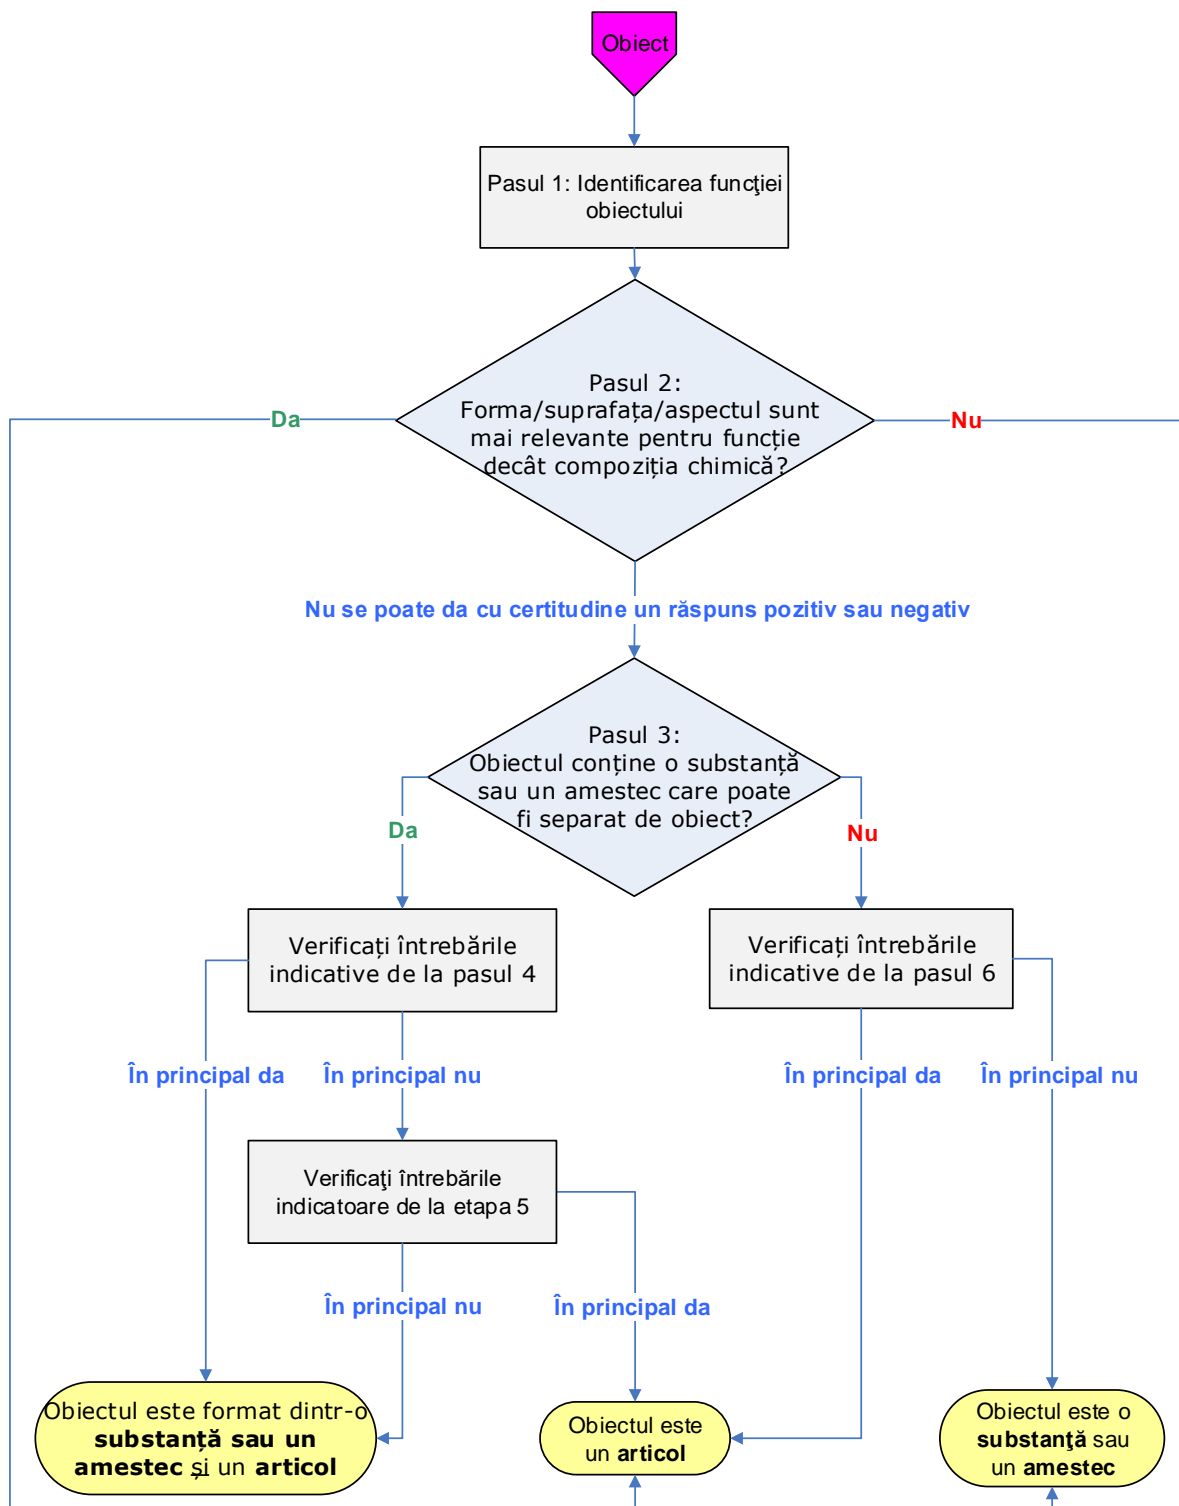 Obiect
Pasul 1: Identificarea funcţiei
obiectului
Pasul 2:
Forma/suprafața/aspectul sunt
mai relevante pentru funcție
decât compoziția chimică?
Da
Nu
Nu se poate da cu certitudine un răspuns pozitiv sau negativ
Pasul 3:
Obiectul conține o substanță
sau un amestec care poate
fi separat de obiect?
Da
Nu
Verificați întrebările
indicative de la pasul 4
Verificați întrebările
indicative de la pasul 6
În principal da
În principal nu
În principal da
În principal nu
Verificaţi întrebările
indicatoare de la etapa 5
În principal nu
În principal da
Obiectul este format dintr-o
substanță sau un
amestec și un articol
Obiectul este
un articol
Obiectul este o
substanţă sau
un amestec